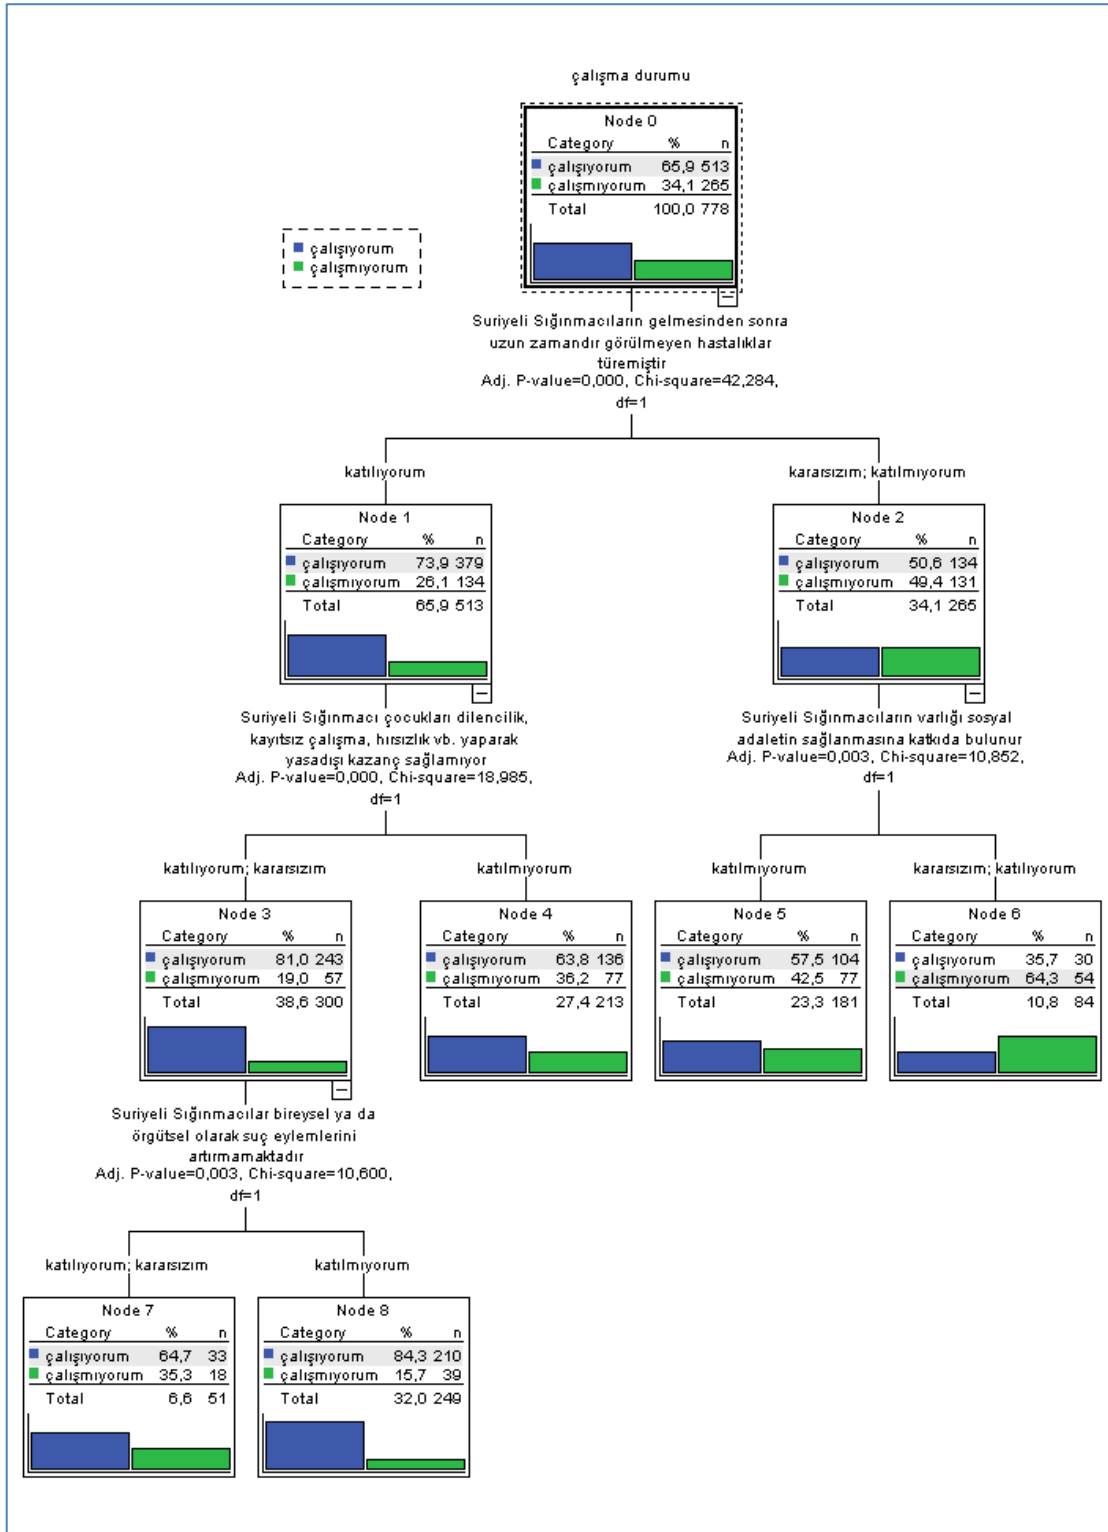 çalışma durumu
Node 0
Category % n
çalışıyorum 65,9 513
çalışmıyorum 34,1 265
Total 100,0 778
çalışıyorum
çalışmıyorum
Suriyeli Sığınmacıların gelmesinden sonra
uzun zamandır görülmeyen hastalıklar
türemiştir
Adj. P-value=0,000, Chi-square=42,284,
df=1
katılıyorum
kararsızım; katılmıyorum
Node 1
Category % n
çalışıyorum 73,9 379
çalışmıyorum 26,1 134
Total 65,9 513
Node 2
Category % n
çalışıyorum 50,6 134
çalışmıyorum 49,4 131
Total 34,1 265
Suriyeli Sığınmacı çocukları dilencilik,
kayıtsız çalışma, hırsızlık vb. yaparak
yasadışı kazanç sağlamıyor
Adj. P-value=0,000, Chi-square=18,985,
df=1
Suriyeli Sığınmacıların varlığı sosyal
adaletin sağlanmasına katkıda bulunur
Adj. P-value=0,003, Chi-square=10,852,
df=1
katılıyorum; kararsızım
katılmıyorum
katılmıyorum
kararsızım; katılıyorum
Node 3
Category % n
çalışıyorum 81,0 243
çalışmıyorum 19,0 57
Total 38,6 300
Node 4
Category % n
çalışıyorum 63,8 136
çalışmıyorum 36,2 77
Total 27,4 213
Node 5
Category % n
çalışıyorum 57,5 104
çalışmıyorum 42,5 77
Total 23,3 181
Node 6
Category % n
çalışıyorum 35,7 30
çalışmıyorum 64,3 54
Total 10,8 84
Suriyeli Sığınmacılar bireysel ya da
örgütsel olarak suç eylemlerini
artırmamaktadır
Adj. P-value=0,003, Chi-square=10,600,
df=1
katılıyorum; kararsızım
katılmıyorum
Node 7
Category % n
çalışıyorum 64,7 33
çalışmıyorum 35,3 18
Total 6,6 51
Node 8
Category % n
çalışıyorum 84,3 210
çalışmıyorum 15,7 39
Total 32,0 249